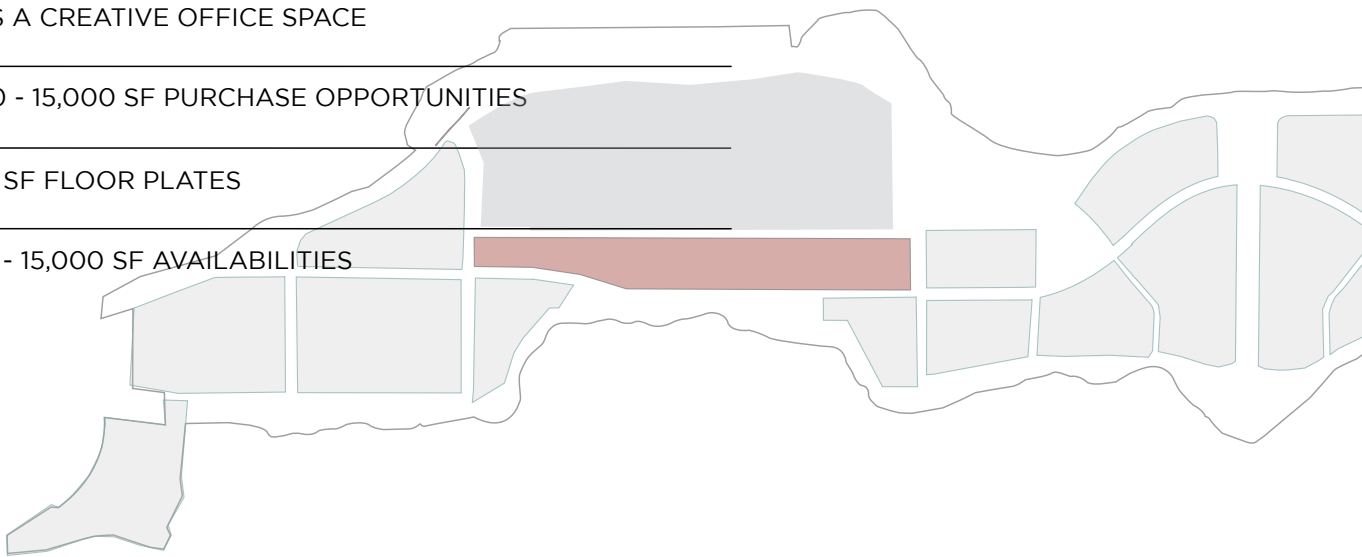 S A CREATIVE OFFICE SPACE
0 - 15,000 SF PURCHASE OPPORTUNITIES
SF FLOOR PLATES
- 15,000 SF AVAILABILITIES